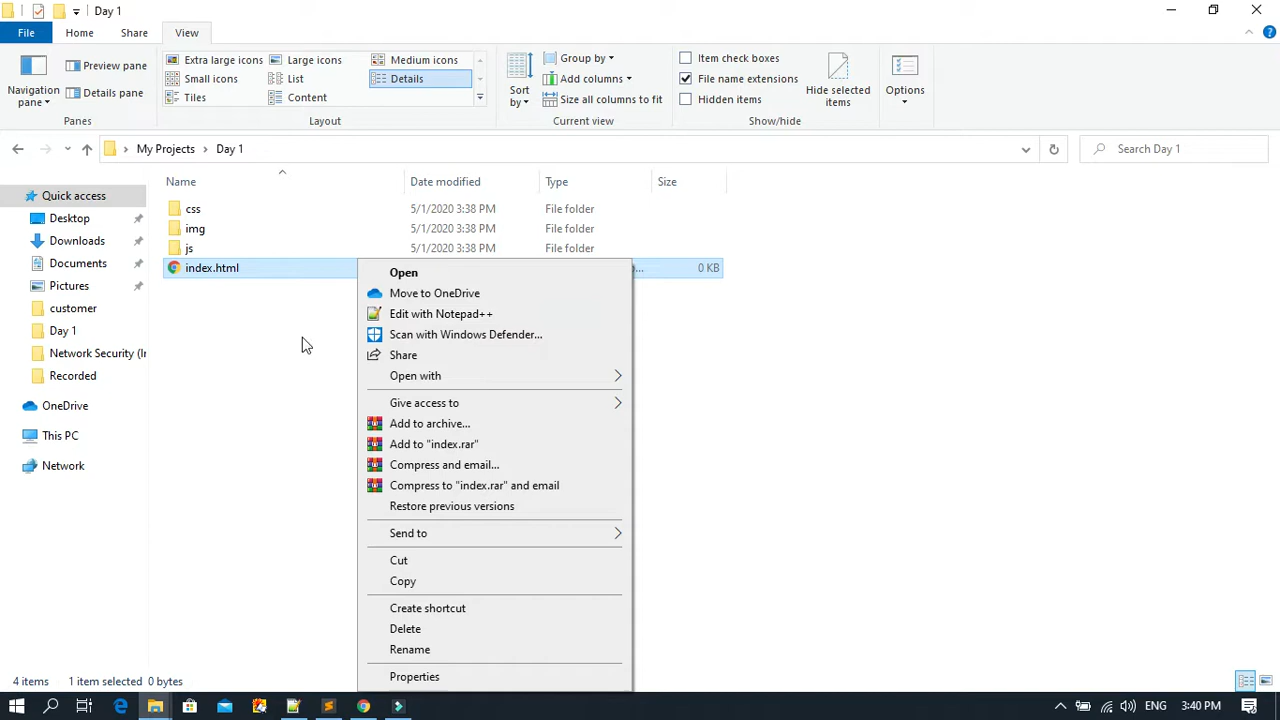 Day 1
File Home Share View
Navigation pane
Preview pane
Details pane
Panes
Extra large icons Large icons Medium icons
Small icons List Details
Tiles Content
Layout
Sort by
Group by
Add columns
Size all columns to fit
Current view
Item check boxes
File name extensions
Hidden items
Hide selected items
Show/hide
Options
My Projects Day 1
Search Day 1
Name Date modified Type Size
css 5/1/2020 3:38 PM File folder
img 5/1/2020 3:38 PM File folder
js 5/1/2020 3:38 PM File folder
index.html 0 KB
Quick access
Desktop
Downloads
Documents
Pictures
customer
Day 1
Network Security (I
Recorded
OneDrive
This PC
Network
Open
Move to OneDrive
Edit with Notepad++
Scan with Windows Defender...
Share
Open with
Give access to
Add to archive...
Add to "index.rar"
Compress and email...
Compress to "index.rar" and email
Restore previous versions
Send to
Cut
Copy
Create shortcut
Delete
Rename
Properties
4 items 1 item selected 0 bytes
ENG 3:40 PM